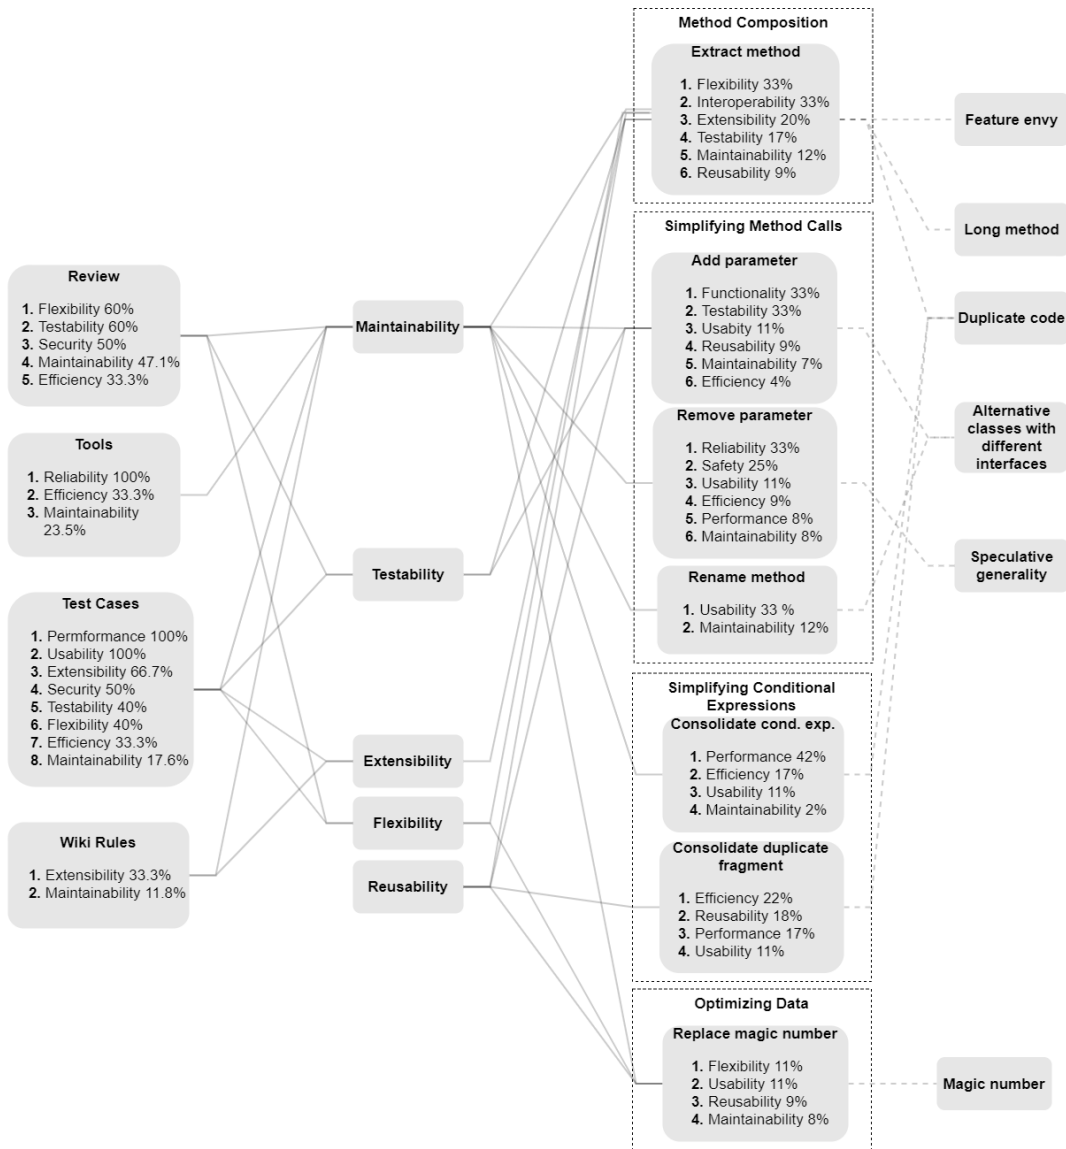 Review
1. Flexibility 60%
2. Testability 60%
3. Security 50%
4. Maintainability 47.1%
5. Efficiency 33.3%
Tools
1. Reliability 100%
2. Efficiency 33.3%
3. Maintainability
23.5%
Test Cases
1. Permformance 100%
2. Usability 100%
3. Extensibility 66.7%
4. Security 50%
5. Testability 40%
6. Flexibility 40%
7. Efficiency 33.3%
8. Maintainability 17.6%
Wiki Rules
1. Extensibility 33.3%
2. Maintainability 11.8%
Maintainability
Testability
Extensibility
Flexibility
Reusability
Method Composition
Extract method
1. Flexibility 33%
2. Interoperability 33%
3. Extensibility 20%
4. Testability 17%
5. Maintainability 12%
6. Reusability 9%
Simplifying Method Calls
Add parameter
1. Functionality 33%
2. Testability 33%
3. Usabity 11%
4. Reusability 9%
5. Maintainability 7%
6. Efficiency 4%
Remove parameter
1. Reliability 33%
2. Safety 25%
3. Usability 11%
4. Efficiency 9%
5. Performance 8%
6. Maintainability 8%
Rename method
1. Usability 33 %
2. Maintainability 12%
Simplifying Conditional
Expressions
Consolidate cond. exp.
1. Performance 42%
2. Efficiency 17%
3. Usability 11%
4. Maintainability 2%
Consolidate duplicate
fragment
1. Efficiency 22%
2. Reusability 18%
3. Performance 17%
4. Usability 11%
Optimizing Data
Replace magic number
1. Flexibility 11%
2. Usability 11%
3. Reusability 9%
4. Maintainability 8%
Feature envy
Long method
Duplicate code
Alternative
classes with
different
interfaces
Speculative
generality
Magic number